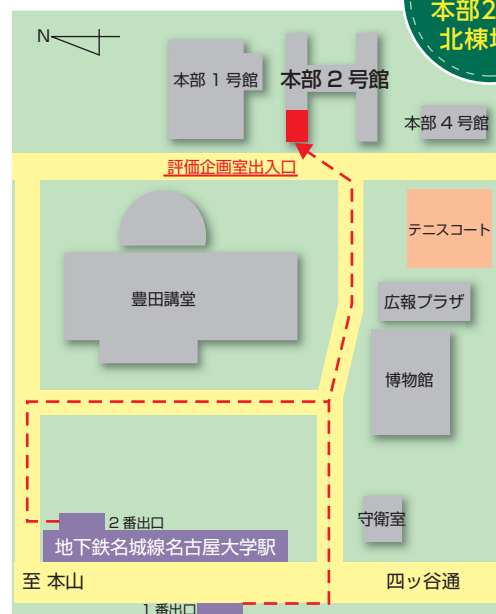 本部2
北棟
N
本部1号館
本部2号館
本部4号館
評価企画室出入口
テニスコート
豊田講堂
広報プラザ
博物館
2番出口
守衛室
地下鉄名城線名古屋大学駅
至 本山
四ッ谷通
1番出口